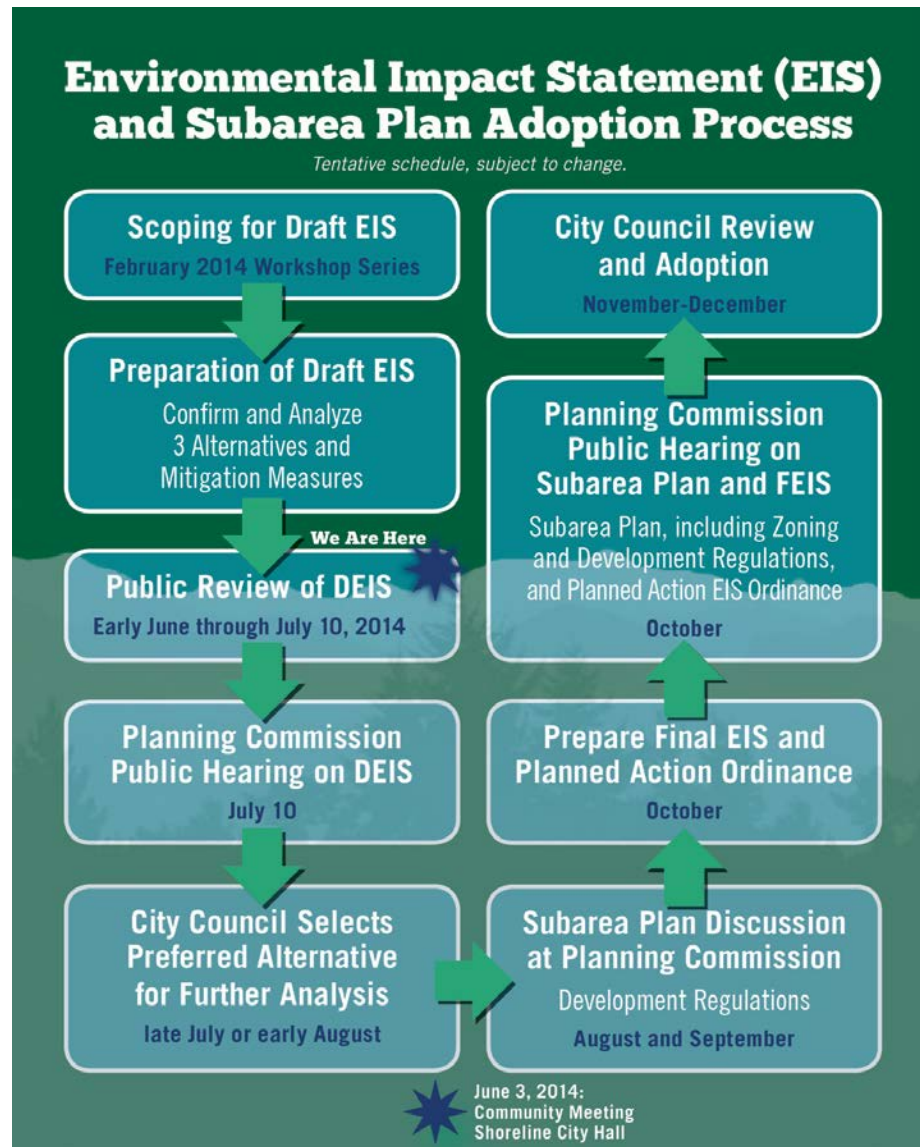 Environmental Impact Statement (EIS)
and Subarea Plan Adoption Process
Tentative schedule, subject to change.
Scoping for Draft EIS
February 2014 Workshop Series
Preparation of Draft EIS
Confirm and Analyze
3 Alternatives and
Mitigation Measures
We Are Here
Public Review of DEIS
Early June through July 10, 2014
Planning Commission
Public Hearing on DEIS
July 10
City Council Selects
Preferred Alternative
for Further Analysis
late July or early August
Subarea Plan Discussion
at Planning Commission
Development Regulations
August and September
Prepare Final EIS and
Planned Action Ordinance
October
Planning Commission
Public Hearing on
Subarea Plan and FEIS
Subarea Plan, including Zoning
and Development Regulations,
and Planned Action EIS Ordinance
October
City Council Review
and Adoption
November-December
June 3, 2014:
Community Meeting
Shoreline City Hall